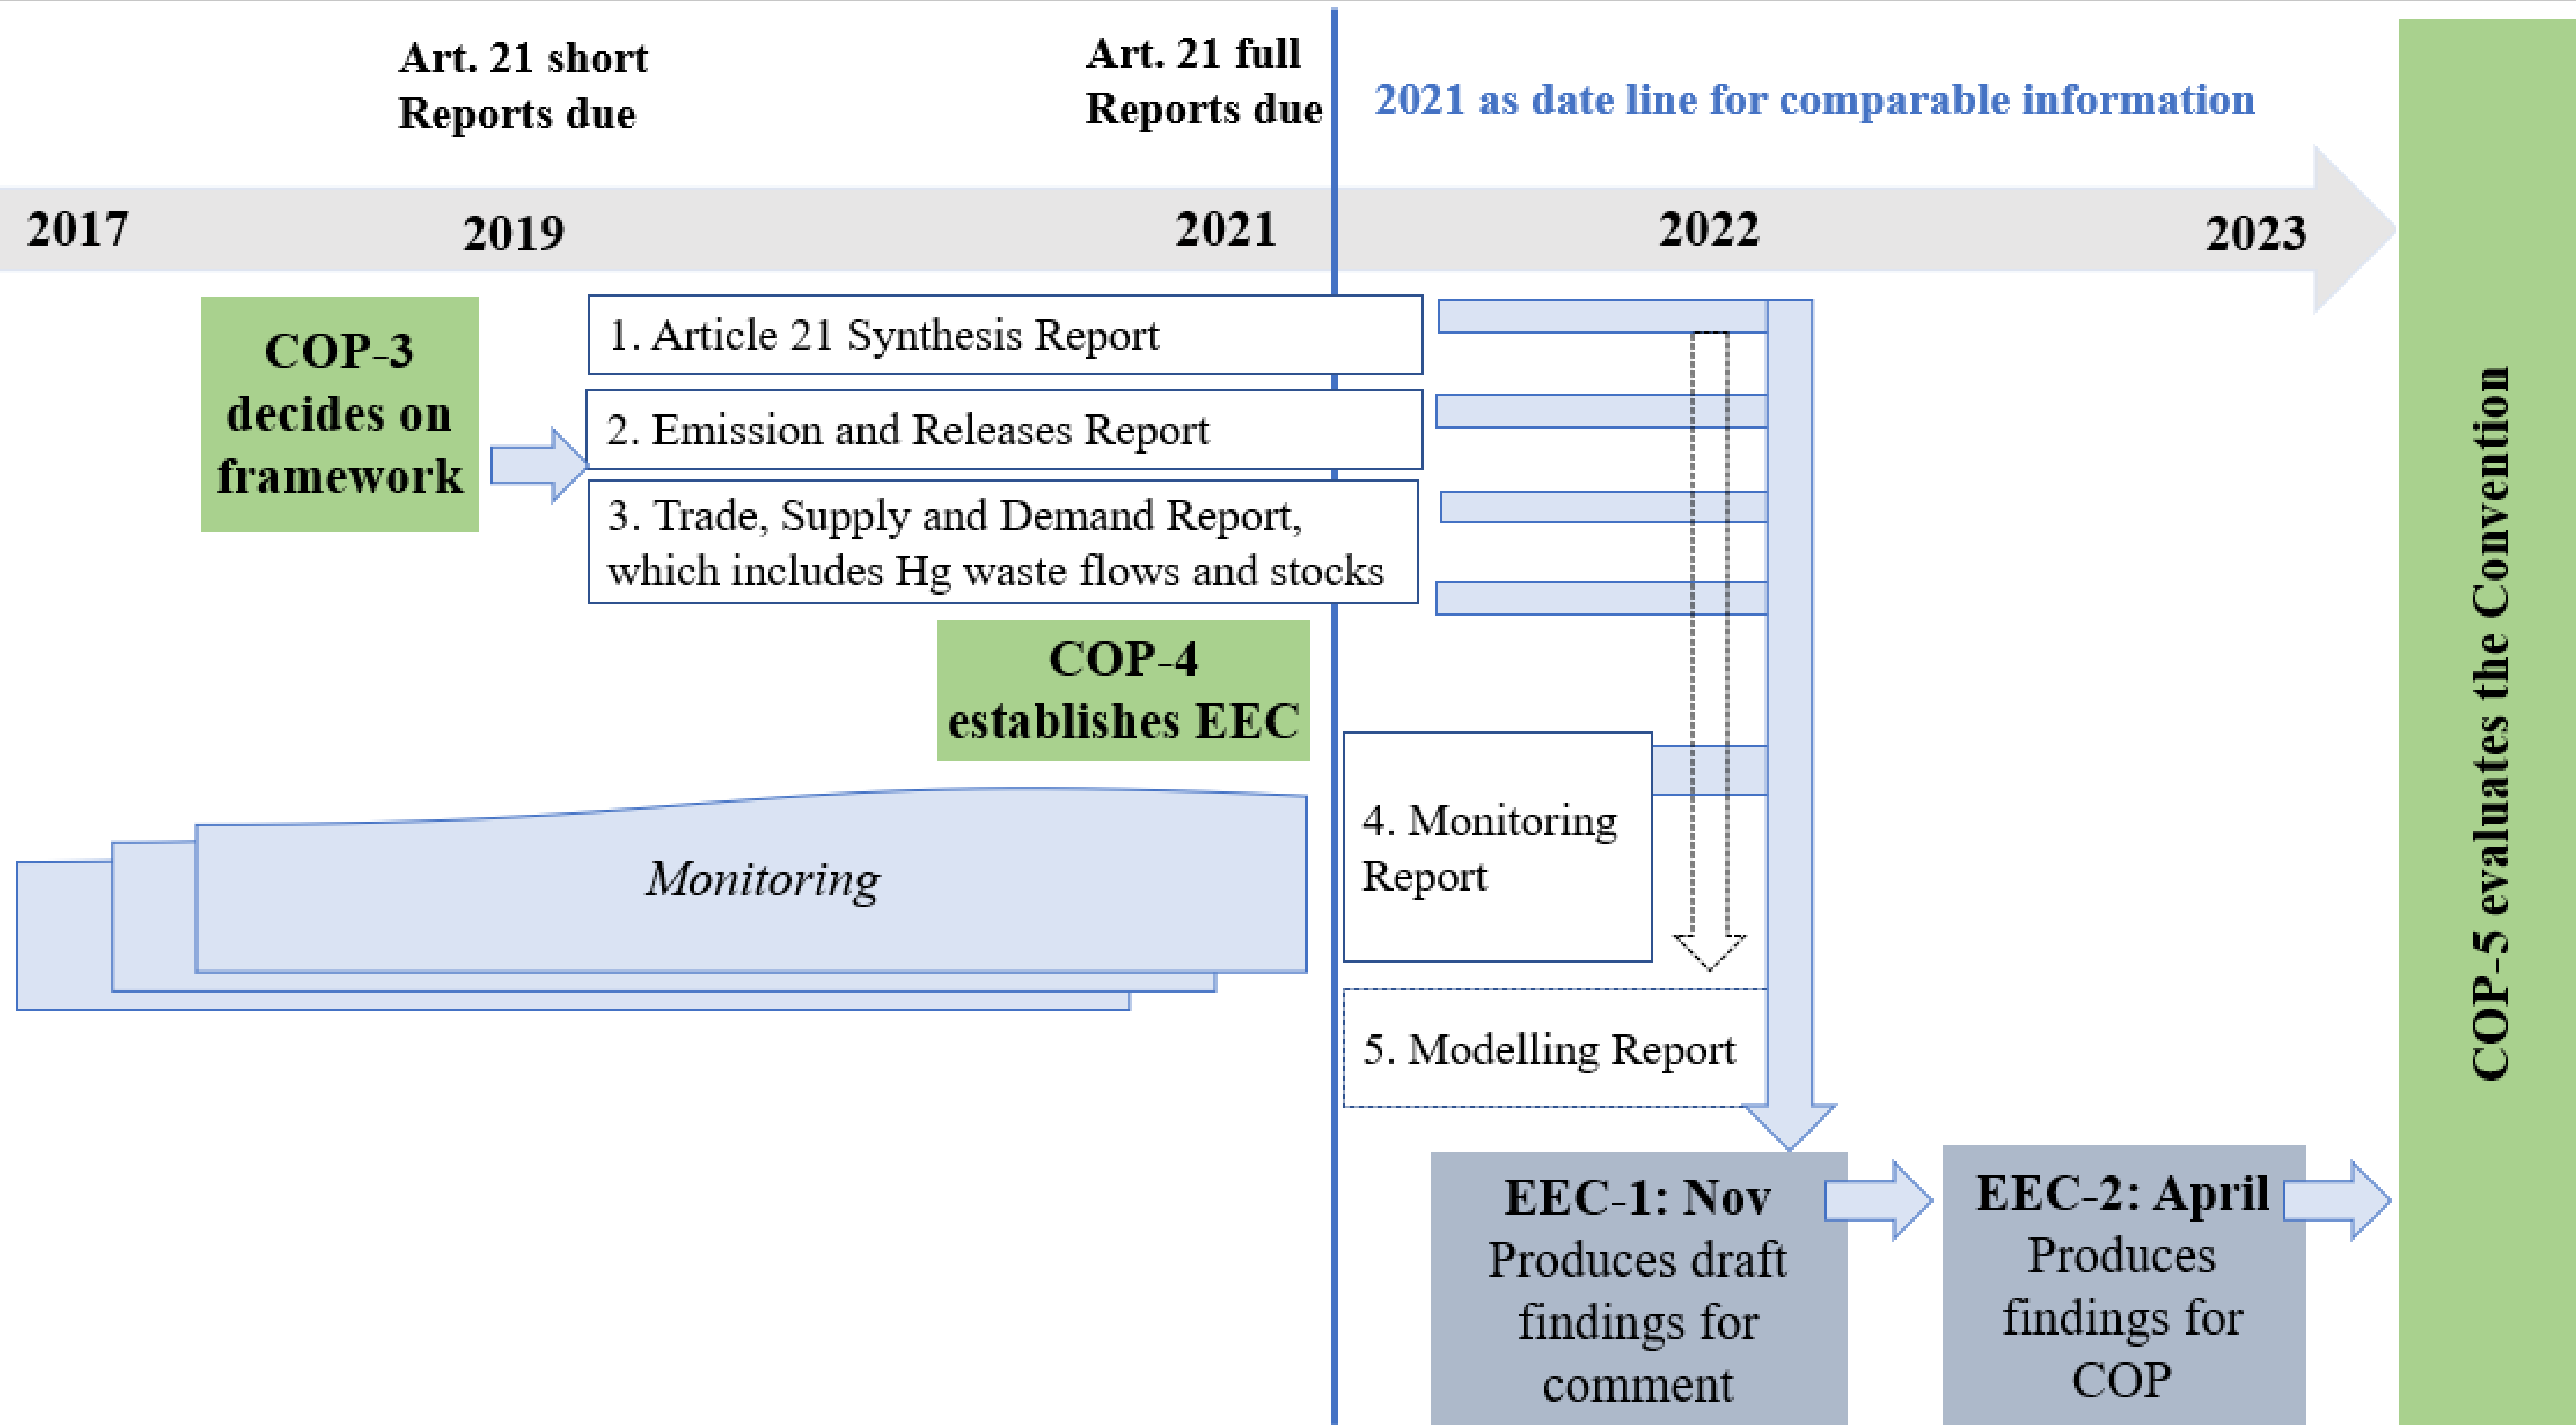 Art. 21 short
Reports due
Art. 21 full
Reports due
2021 as date line for comparable information
2017
2019
2021
2022
2023
COP-3
decides on
framework
1. Article 21 Synthesis Report
2. Emission and Releases Report
3. Trade, Supply and Demand Report,
which includes Hg waste flows and stocks
COP-4
establishes EEC
Monitoring
4. Monitoring
Report
5. Modelling Report
EEC-1: Nov
Produces draft
findings for
comment
EEC-2: April
Produces
findings for
COP
COP-5 evaluates the Convention